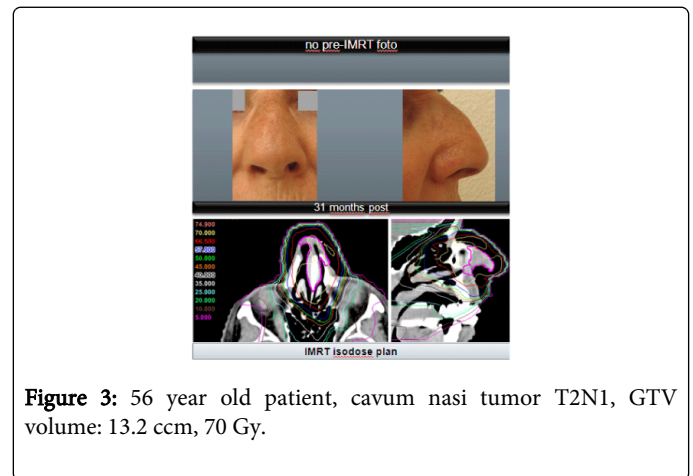 no pre-IMRT foto
31 months post
74.900
70.000
66.500
57.000
50.000
45.000
40.000
35.000
25.000
20.000
10.000
5.000
IMRT isodose plan
Figure 3: 56 year old patient, cavum nasi tumor T2N1, GTV
volume: 13.2 ccm, 70 Gy.